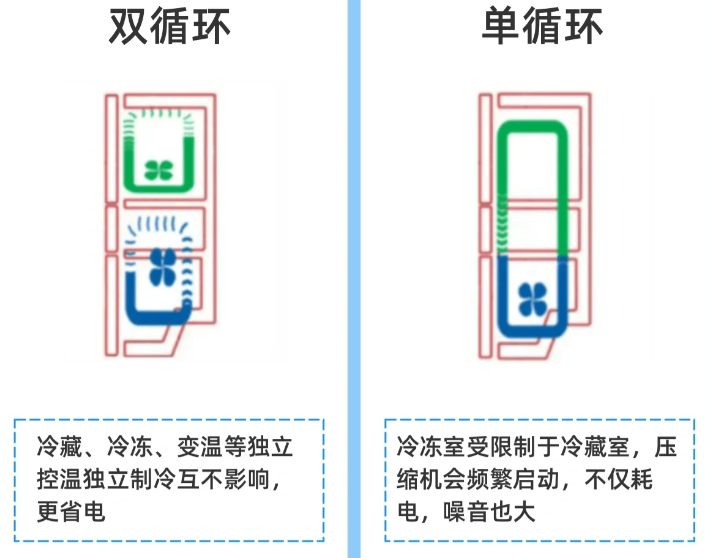 双循环
冷藏、冷冻、变温等独立
控温独立制冷互不影响，
更省电
单循环
冷冻室受限制于冷藏室，压
缩机会频繁启动，不仅耗
电，噪音也大